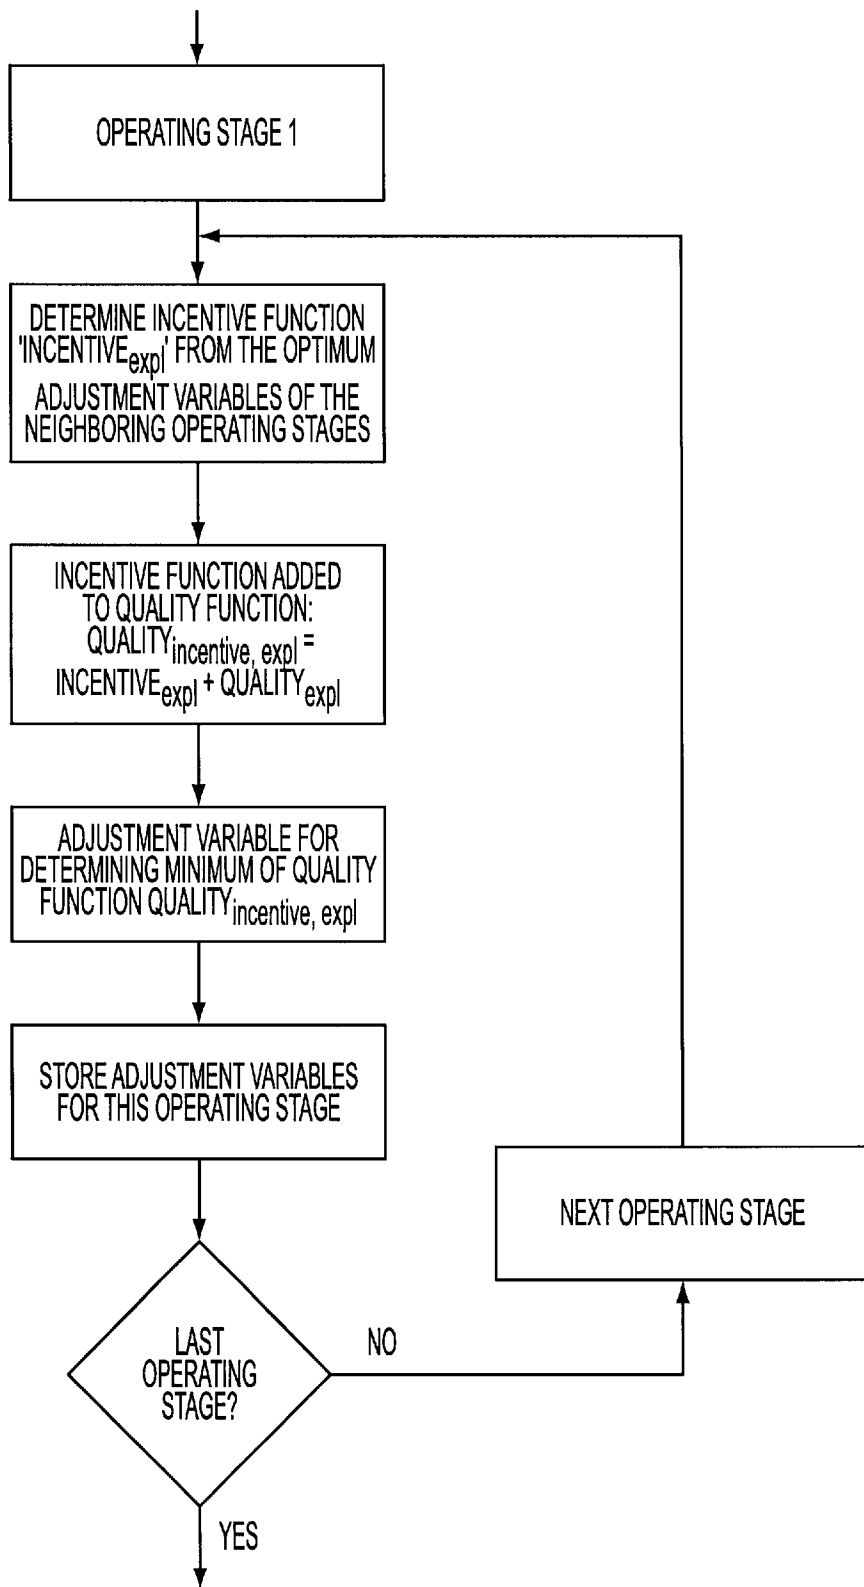 OPERATING STAGE 1
DETERMINE INCENTIVE FUNCTION
'INCENTIVEexpl' FROM THE OPTIMUM
ADJUSTMENT VARIABLES OF THE
NEIGHBORING OPERATING STAGES
INCENTIVE FUNCTION ADDED
TO QUALITY FUNCTION:
QUALITYincentive, expl =
INCENTIVEexpl + QUALITYexpl
ADJUSTMENT VARIABLE FOR
DETERMINING MINIMUM OF QUALITY
FUNCTION QUALITYincentive, expl
STORE ADJUSTMENT VARIABLES
FOR THIS OPERATING STAGE
NEXT OPERATING STAGE
LAST
OPERATING
STAGE?
NO
YES